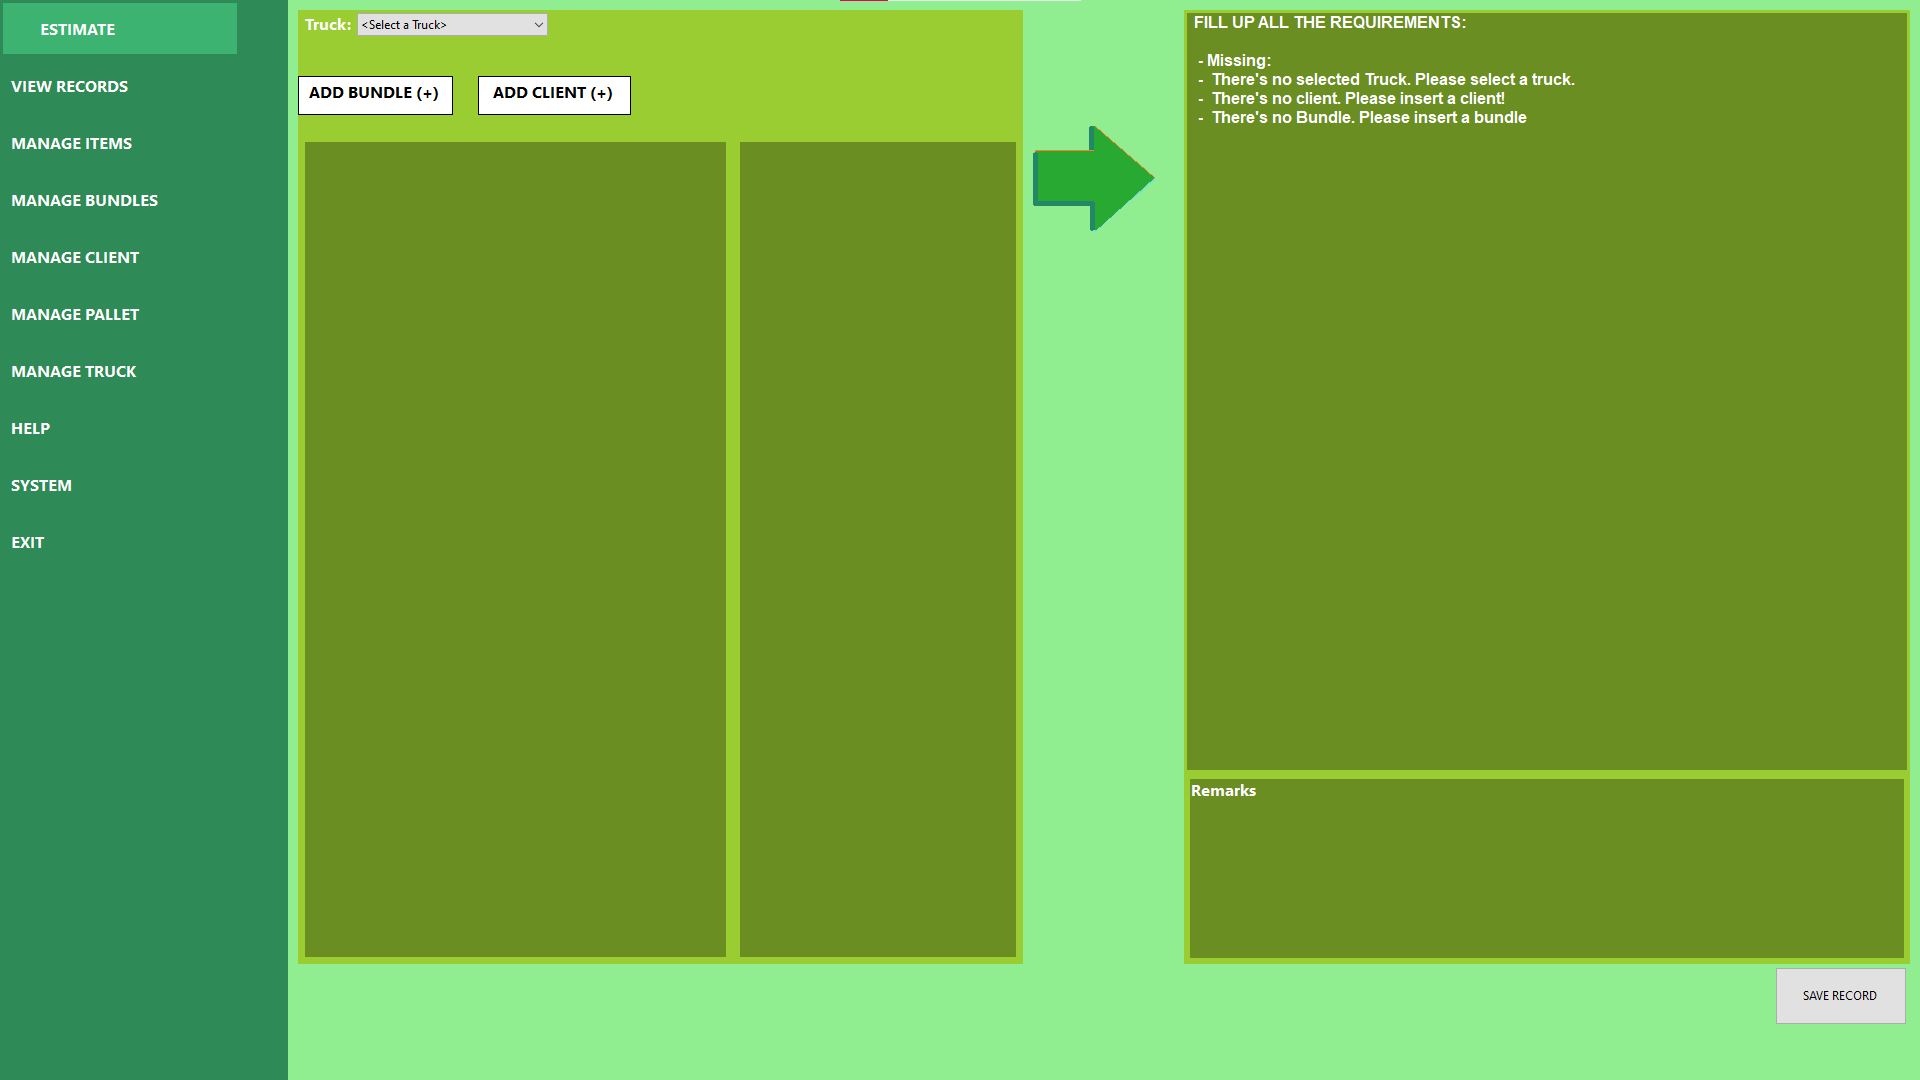 ESTIMATE
VIEW RECORDS
MANAGE ITEMS
MANAGE BUNDLES
MANAGE CLIENT
MANAGE PALLET
MANAGE TRUCK
HELP
SYSTEM
EXIT
Truck: <Select a Truck>
ADD BUNDLE (+) ADD CLIENT (+)
FILL UP ALL THE REQUIREMENTS:
- Missing:
- There's no selected Truck. Please select a truck.
- There's no client. Please insert a client!
- There's no Bundle. Please insert a bundle
Remarks
SAVE RECORD